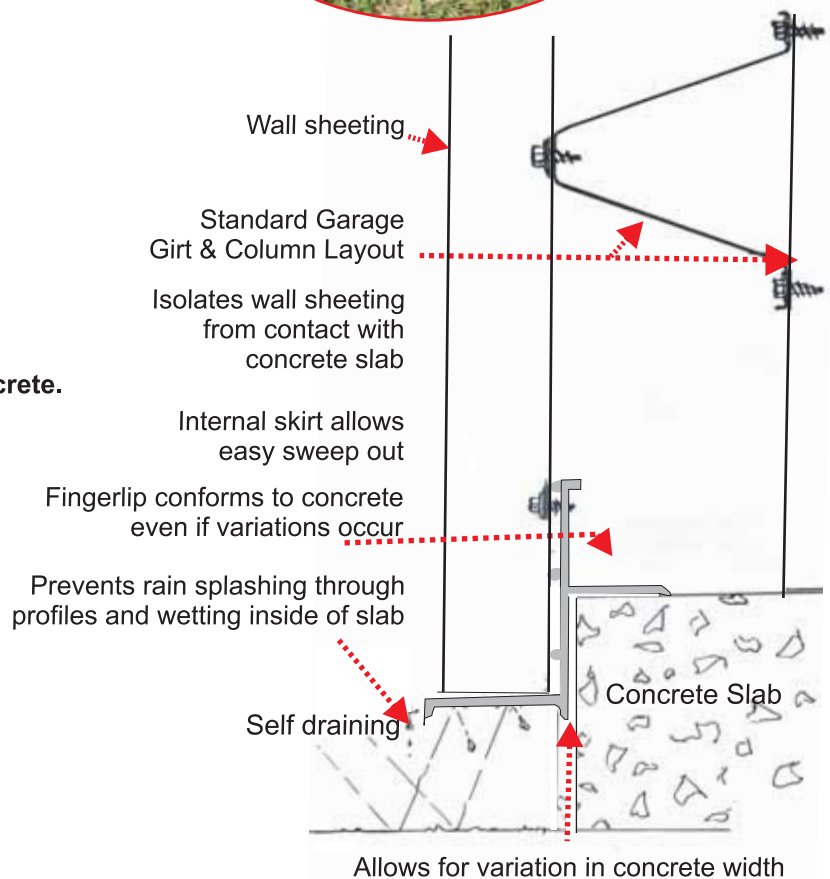 Wall sheeting
Standard Garage
Girt & Column Layout
Isolates wall sheeting
from contact with
concrete slab
crete.
Internal skirt allows
easy sweep out
Fingerlip conforms to concrete
even if variations occur
Prevents rain splashing through
profiles and wetting inside of slab
Concrete Slab
Self draining
Allows for variation in concrete width